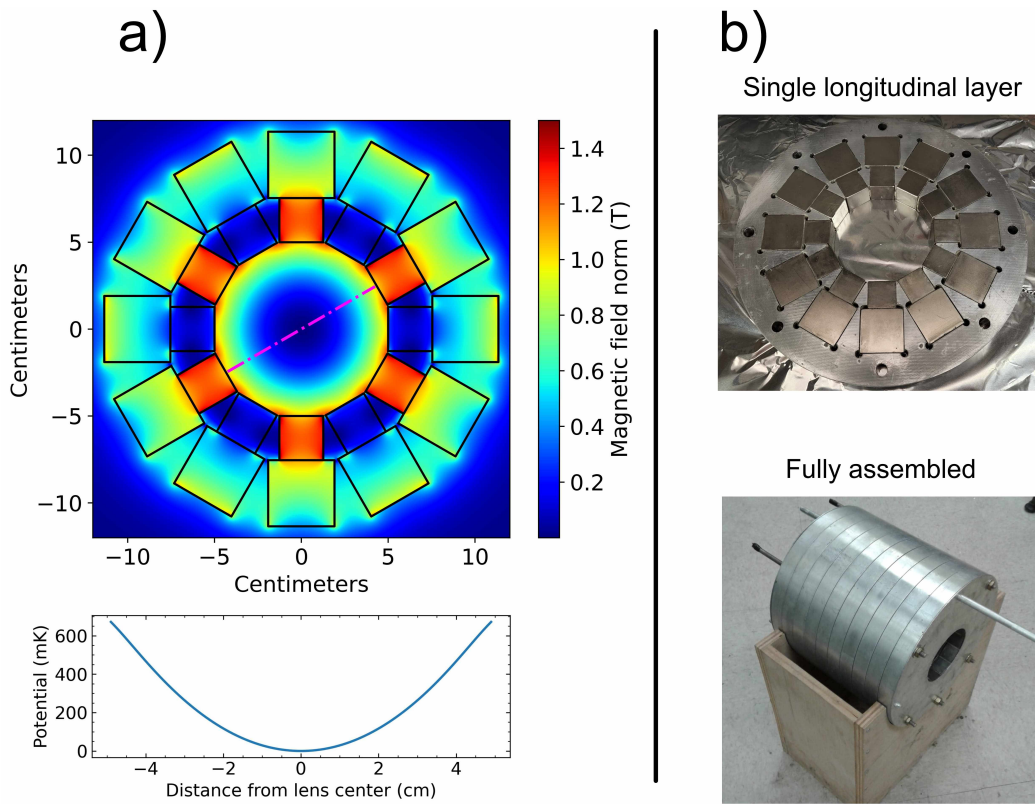 a)
10
5
0
−5
−10
Centimeters
−10 −5 0 5 10
Centimeters
1.4
1.2
1.0
0.8
0.6
0.4
0.2
Magnetic field norm (T)
600
400
200
0
Potential (mK)
−4 −2 0 2 4
Distance from lens center (cm)
b)
Single longitudinal layer
Fully assembled